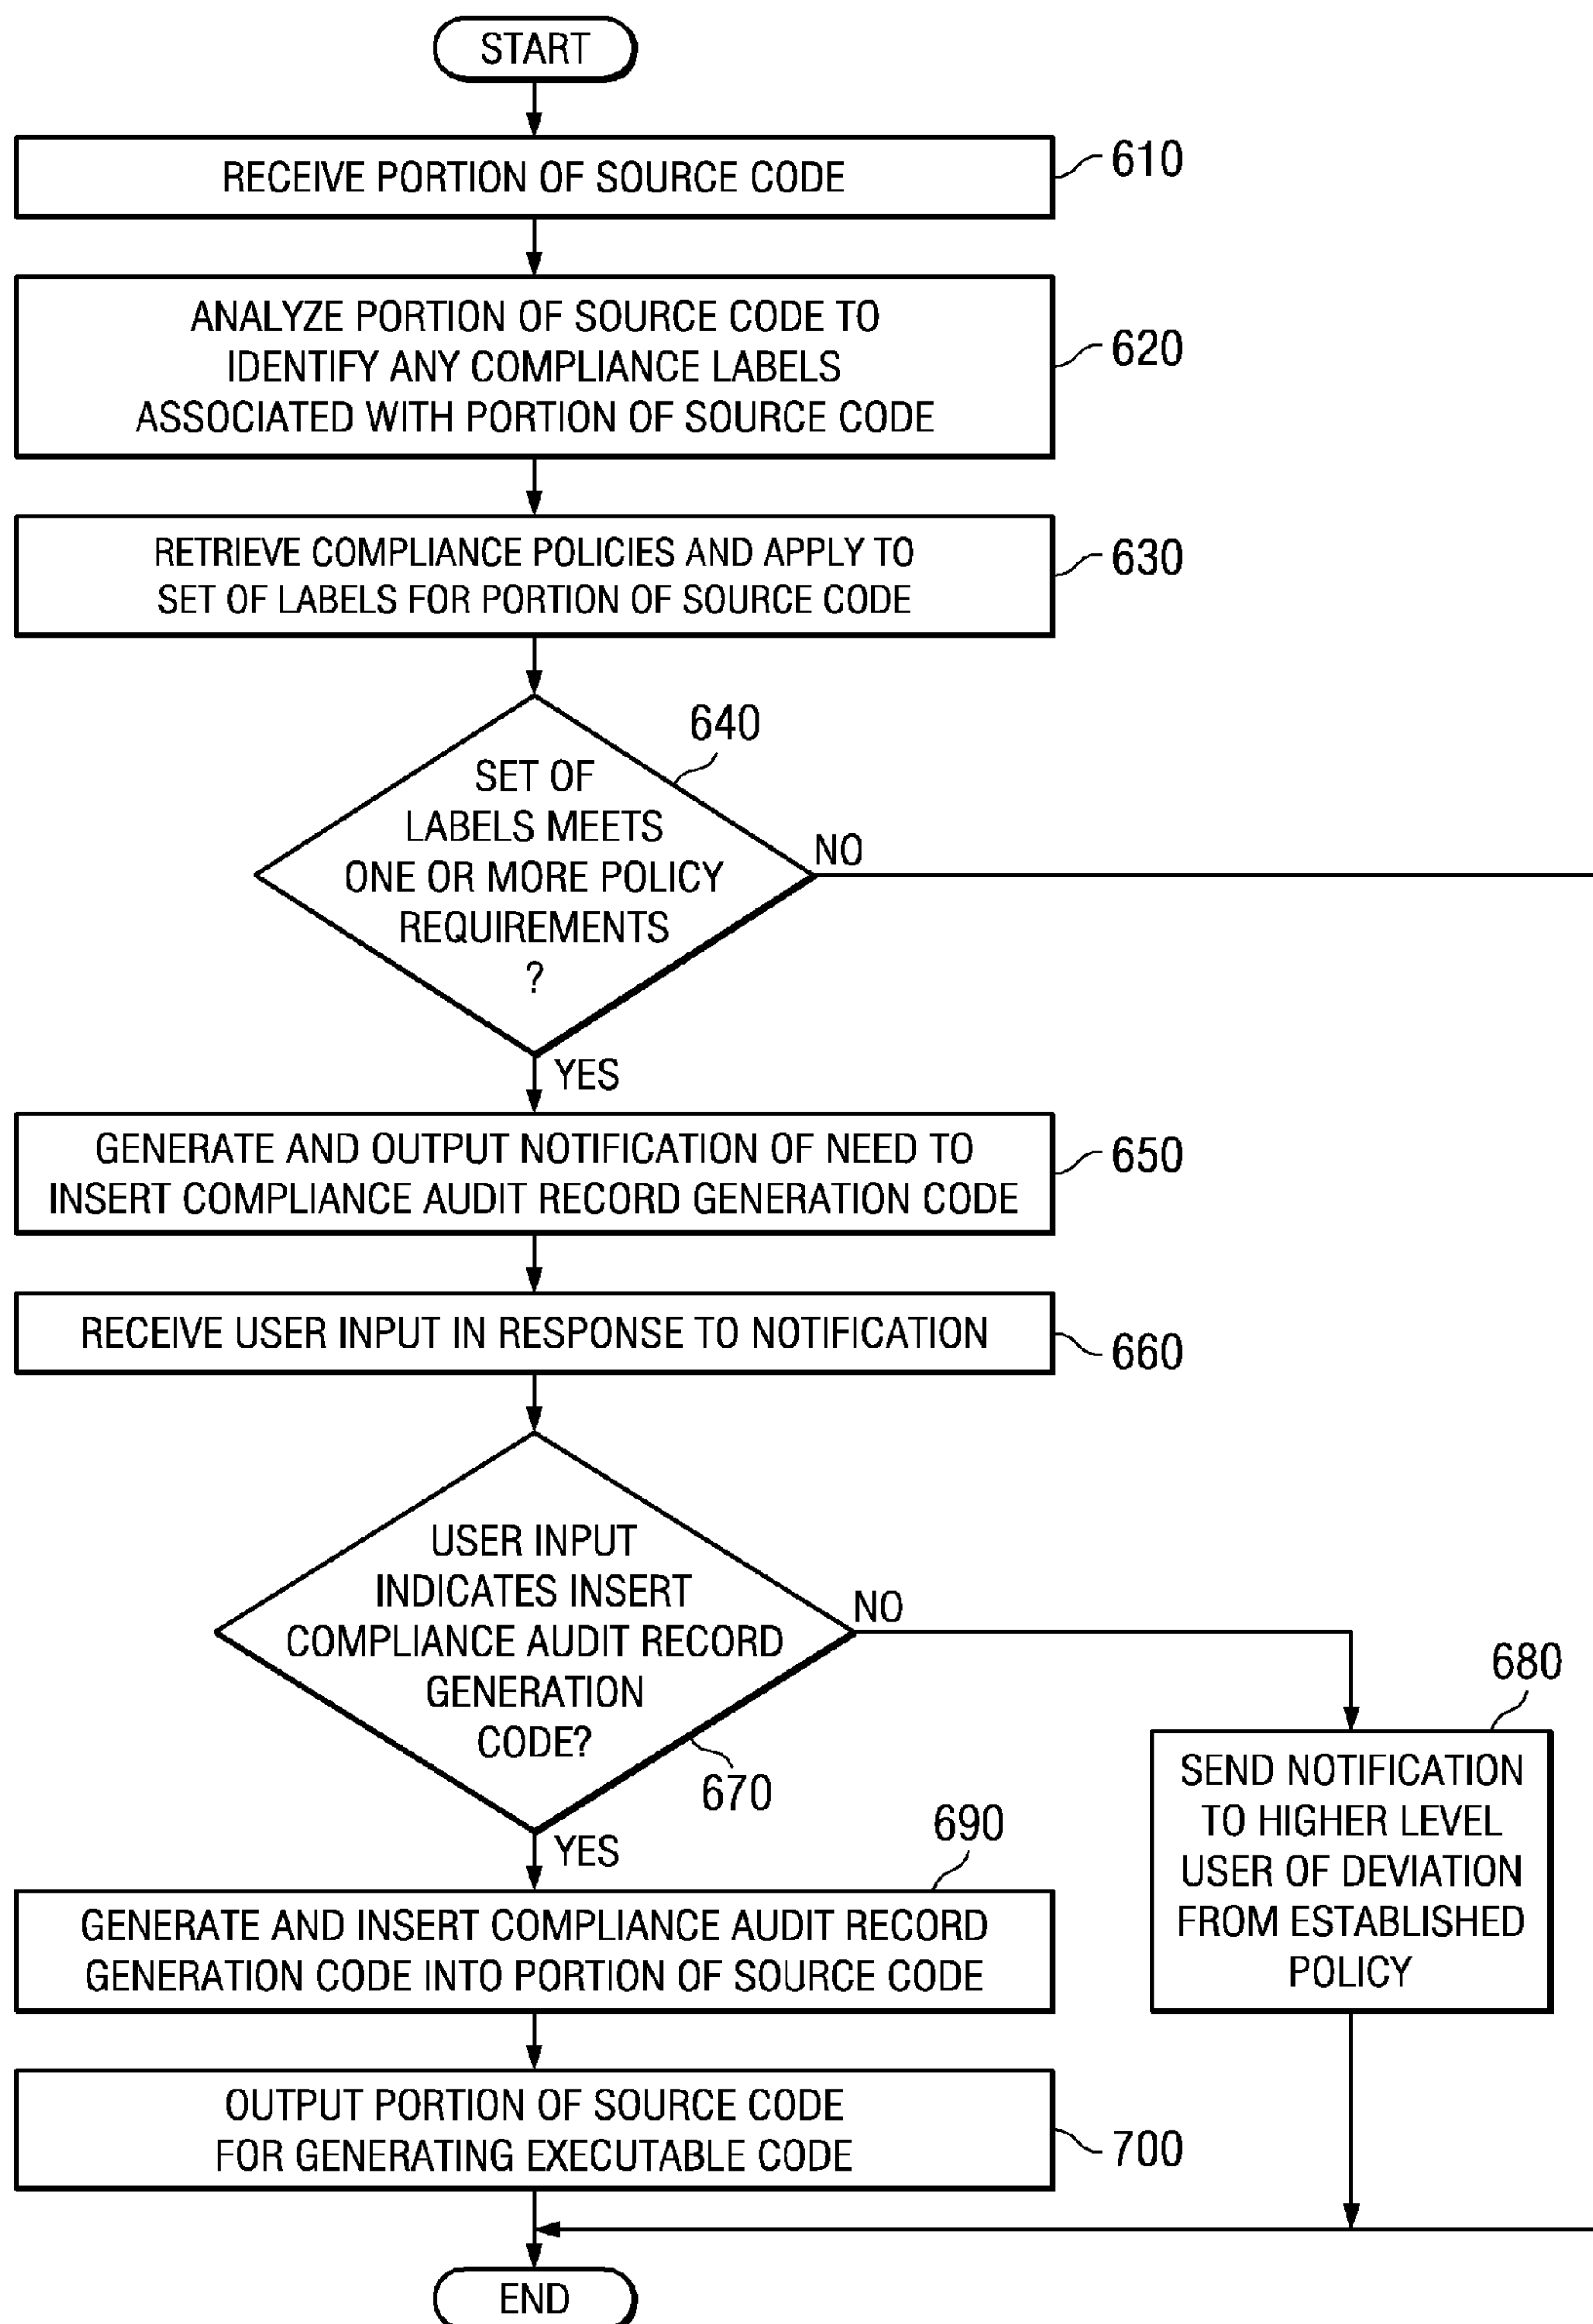 START
RECEIVE PORTION OF SOURCE CODE
610
ANALYZE PORTION OF SOURCE CODE TO
IDENTIFY ANY COMPLIANCE LABELS
ASSOCIATED WITH PORTION OF SOURCE CODE
620
RETRIEVE COMPLIANCE POLICIES AND APPLY TO
SET OF LABELS FOR PORTION OF SOURCE CODE
630
640
SET OF
LABELS MEETS
ONE OR MORE POLICY
REQUIREMENTS
?
NO
YES
GENERATE AND OUTPUT NOTIFICATION OF NEED TO
INSERT COMPLIANCE AUDIT RECORD GENERATION CODE
650
RECEIVE USER INPUT IN RESPONSE TO NOTIFICATION
660
USER INPUT
INDICATES INSERT
COMPLIANCE AUDIT RECORD
GENERATION
CODE?
670
NO
680
SEND NOTIFICATION
TO HIGHER LEVEL
USER OF DEVIATION
FROM ESTABLISHED
POLICY
YES
690
GENERATE AND INSERT COMPLIANCE AUDIT RECORD
GENERATION CODE INTO PORTION OF SOURCE CODE
OUTPUT PORTION OF SOURCE CODE
FOR GENERATING EXECUTABLE CODE
700
END